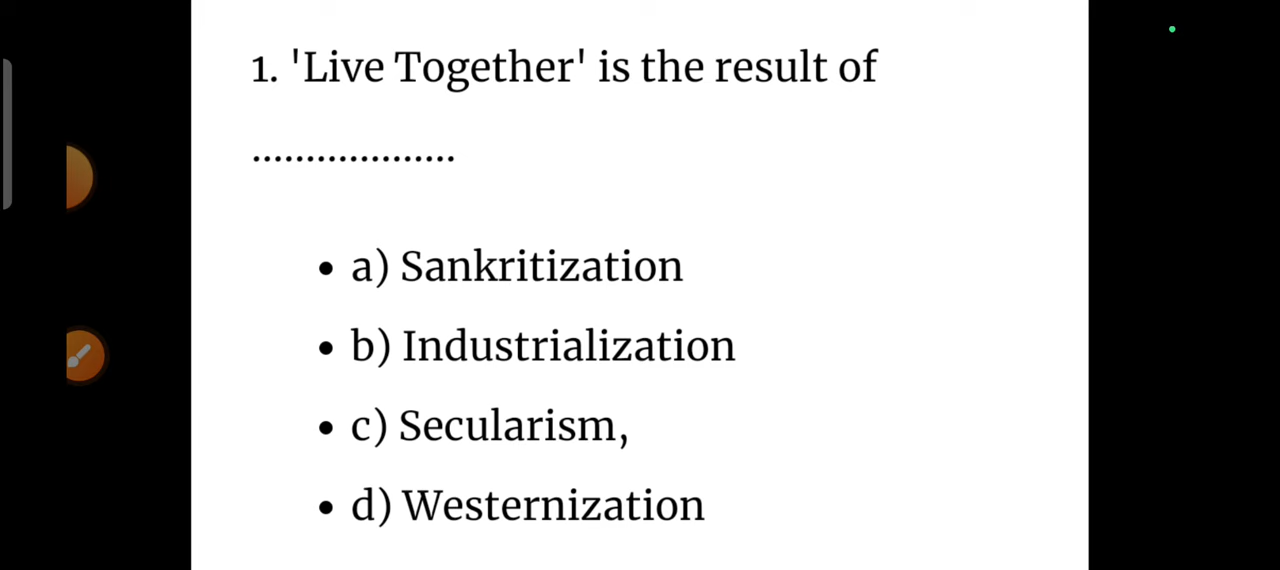 1. 'Live Together' is the result of
...................
• a) Sankritization
• b) Industrialization
• c) Secularism,
• d) Westernization